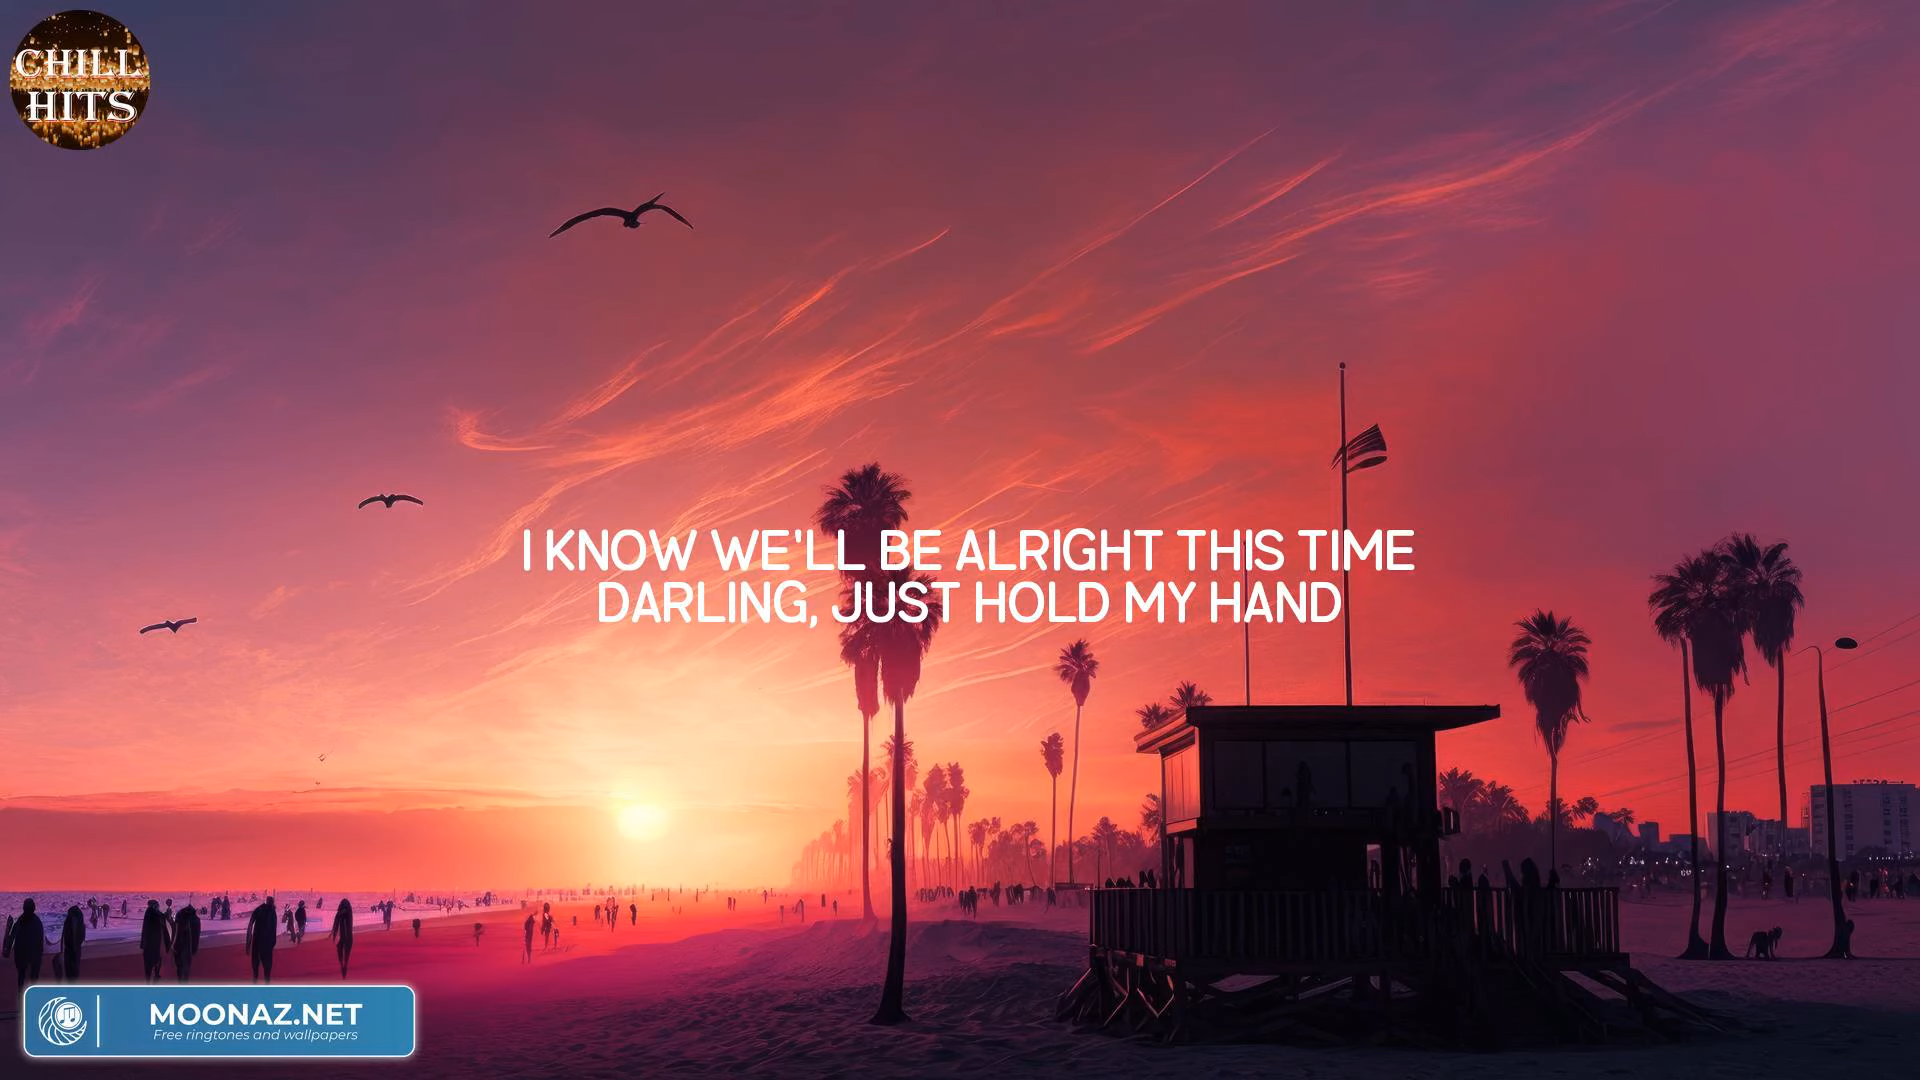 CHILL
HITS
I KNOW WE'LL BE ALRIGHT THIS TIME
DARLING, JUST HOLD MY HAND
MOONAZ.NET
Free ringtones and wallpapers